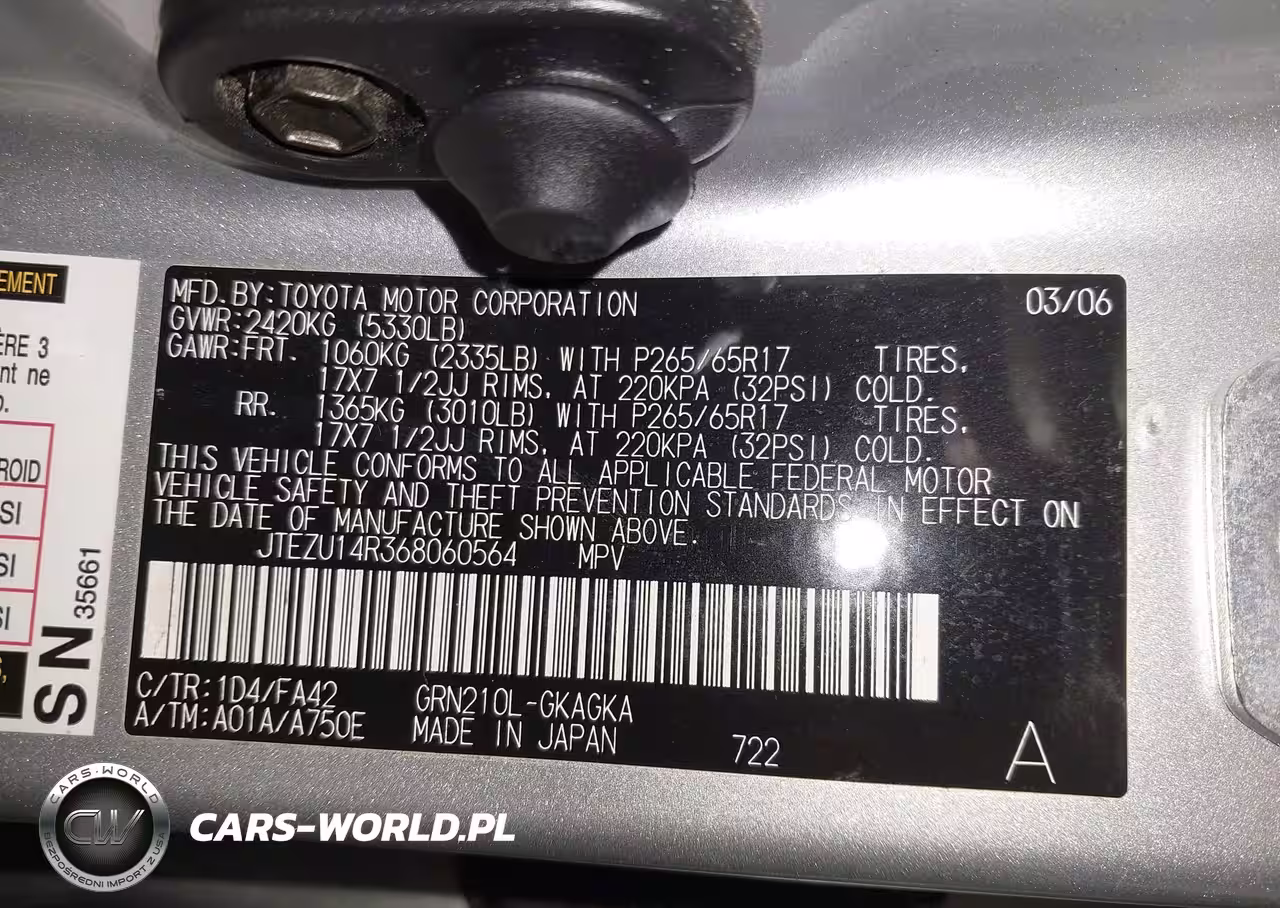 EMENT
ÈRE 3
nt ne
ROID
SI
SI
SI
SN 35661
MFD.BY:TOYOTA MOTOR CORPORATION 03/06
GVWR:2420KG (5330LB)
GAWR:FRT. 1060KG (2335LB) WITH P265/65R17 TIRES,
17X7 1/2JJ RIMS, AT 220KPA (32PSI) COLD.
RR. 1365KG (3010LB) WITH P265/65R17 TIRES,
17X7 1/2JJ RIMS, AT 220KPA (32PSI) COLD.
THIS VEHICLE CONFORMS TO ALL APPLICABLE FEDERAL MOTOR
VEHICLE SAFETY AND THEFT PREVENTION STANDARDS IN EFFECT ON
THE DATE OF MANUFACTURE SHOWN ABOVE.
JTEZU14R368060564 MPV
C/TR:1D4/FA42 GRN210L-GKAGKA
A/TM:A01A/A750E MADE IN JAPAN 722 A
CARS-WORLD
CW
BEZPOŚREDNI IMPORT Z USA
CARS-WORLD.PL